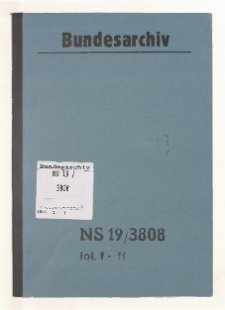 Bundesarchiv
Bundesarchiv
NS 19 /
3808
NS 19/3808
fol. 1 - 11